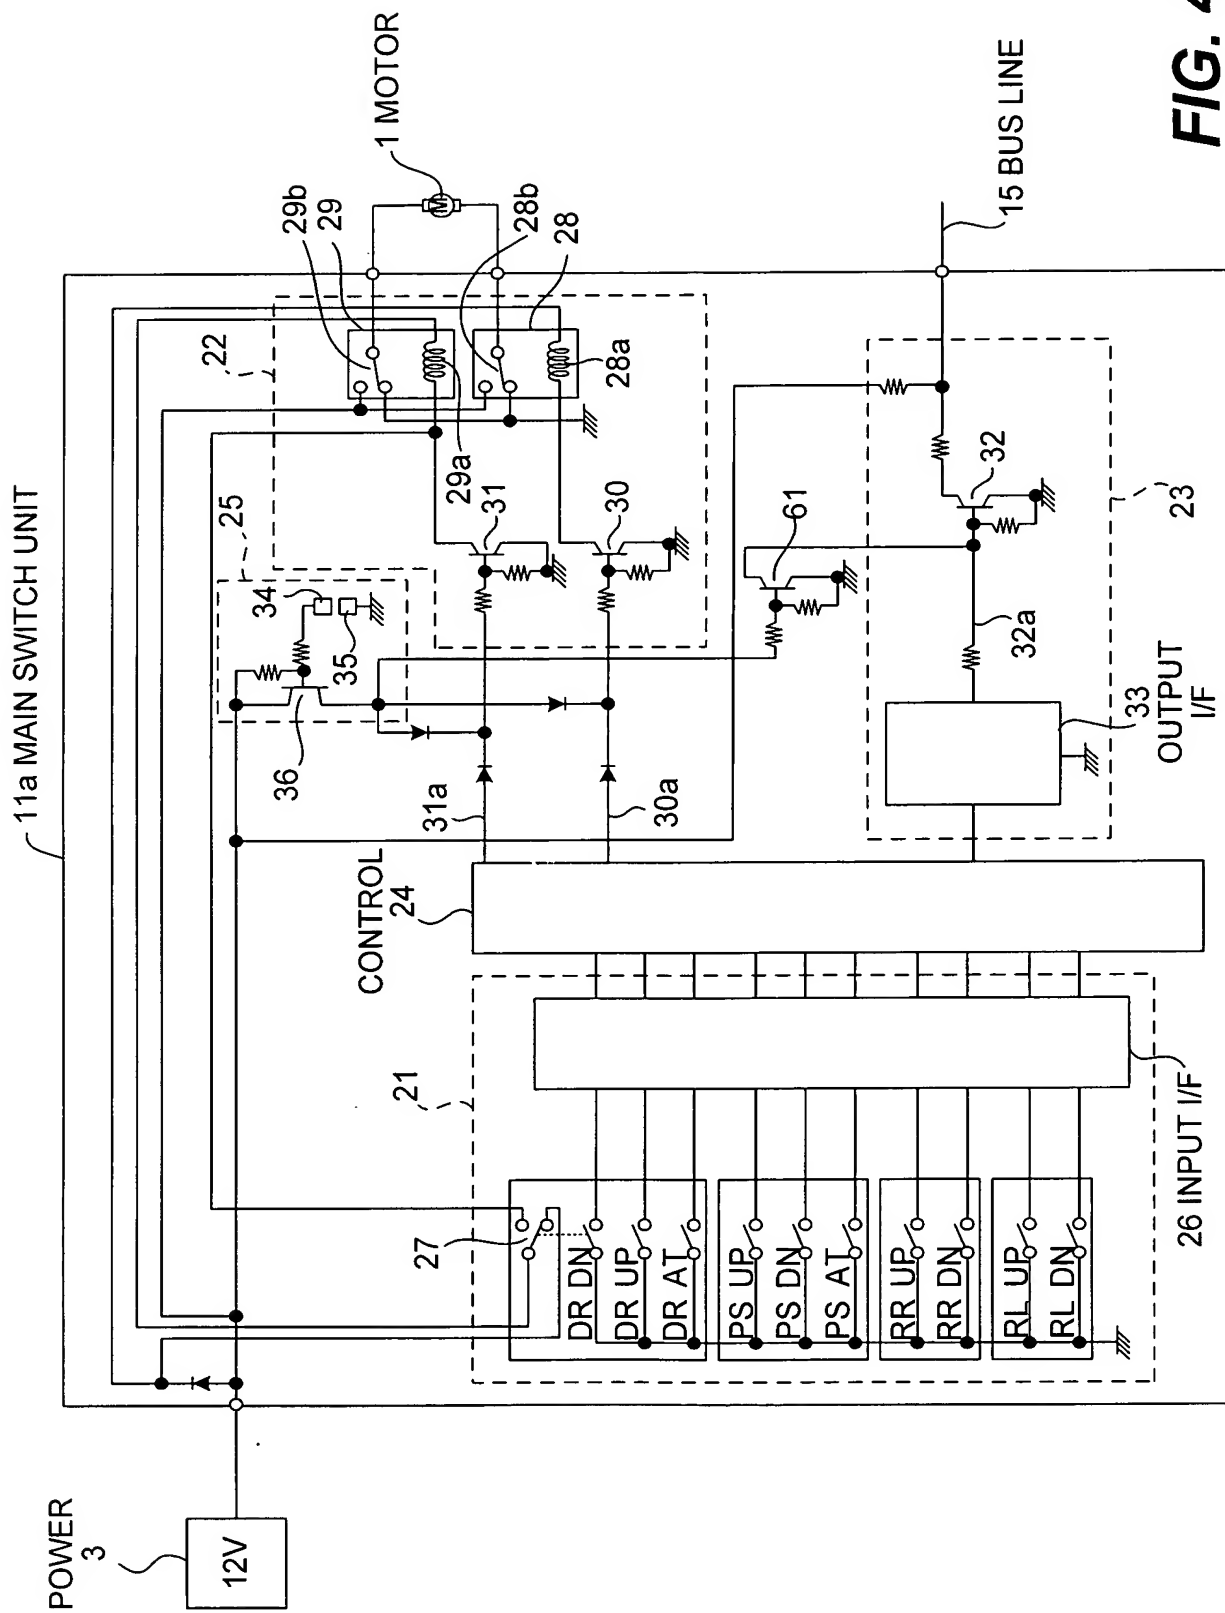 11a MAIN SWITCH UNIT
POWER
3
12V
25
22
29b
29
1 MOTOR
M
34
35
36
31
29a
28b
28
28a
30
31a
30a
61
15 BUS LINE
32
32a
23
33
OUTPUT
I/F
CONTROL
24
21
27
DR DN
DR UP
DR AT
PS UP
PS DN
PS AT
RR UP
RR DN
RL UP
RL DN
26 INPUT I/F
FIG. 4